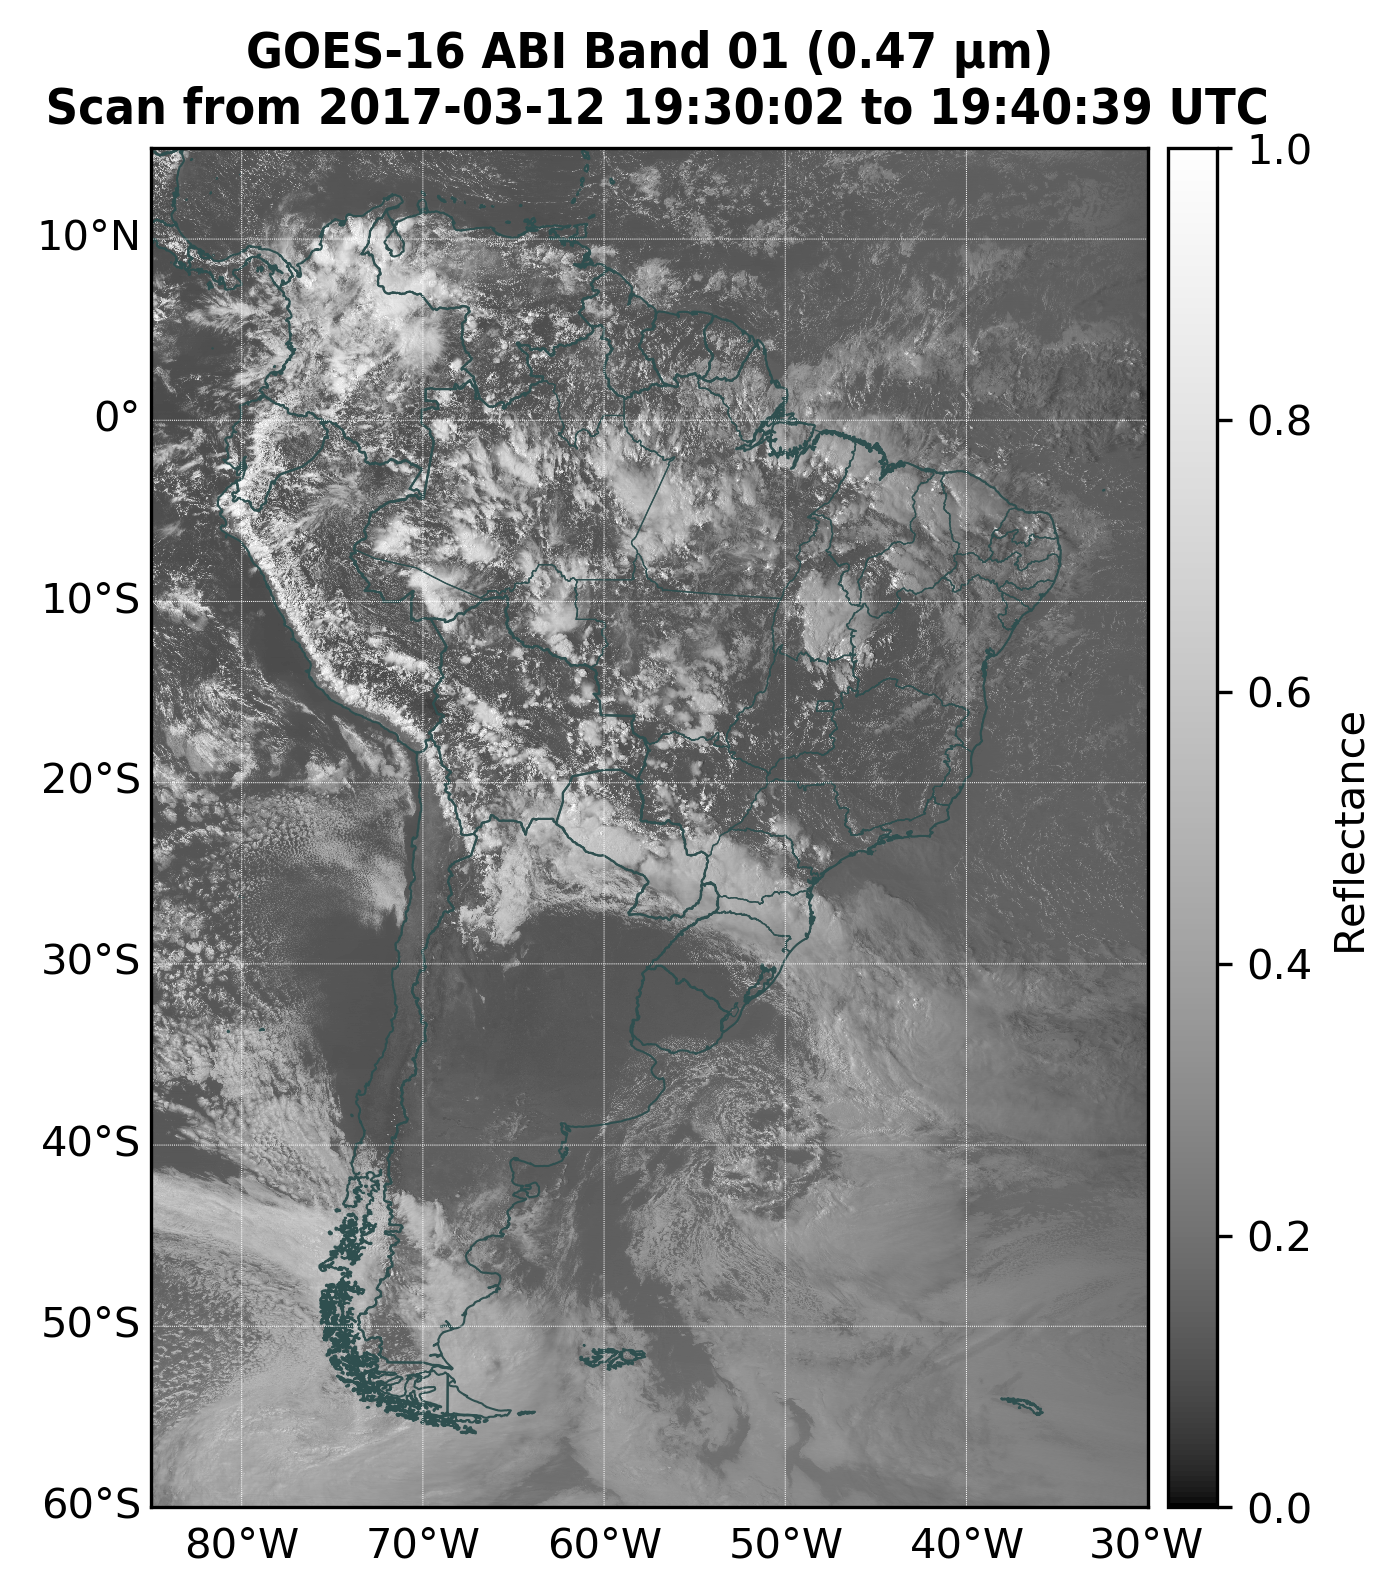 GOES-16 ABI Band 01 (0.47 µm)
Scan from 2017-03-12 19:30:02 to 19:40:39 UTC
10°N
0°
10°S
20°S
30°S
40°S
50°S
60°S
80°W 70°W 60°W 50°W 40°W 30°W
1.0
0.8
0.6
0.4
0.2
0.0
Reflectance